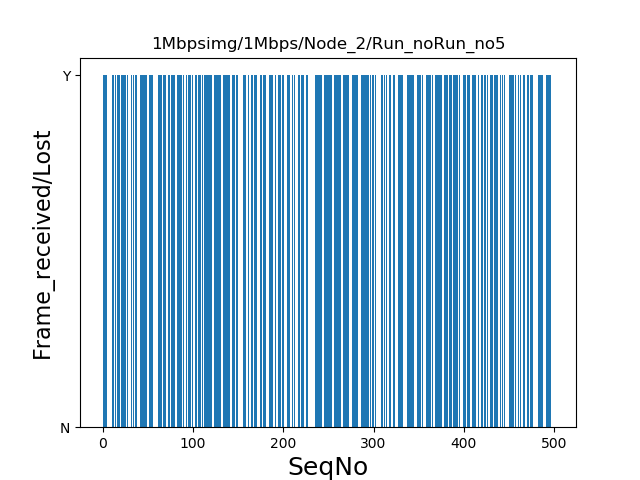 1Mbpsimg/1Mbps/Node_2/Run_noRun_no5
Y
Frame_received/Lost
N
0 100 200 300 400 500
SeqNo